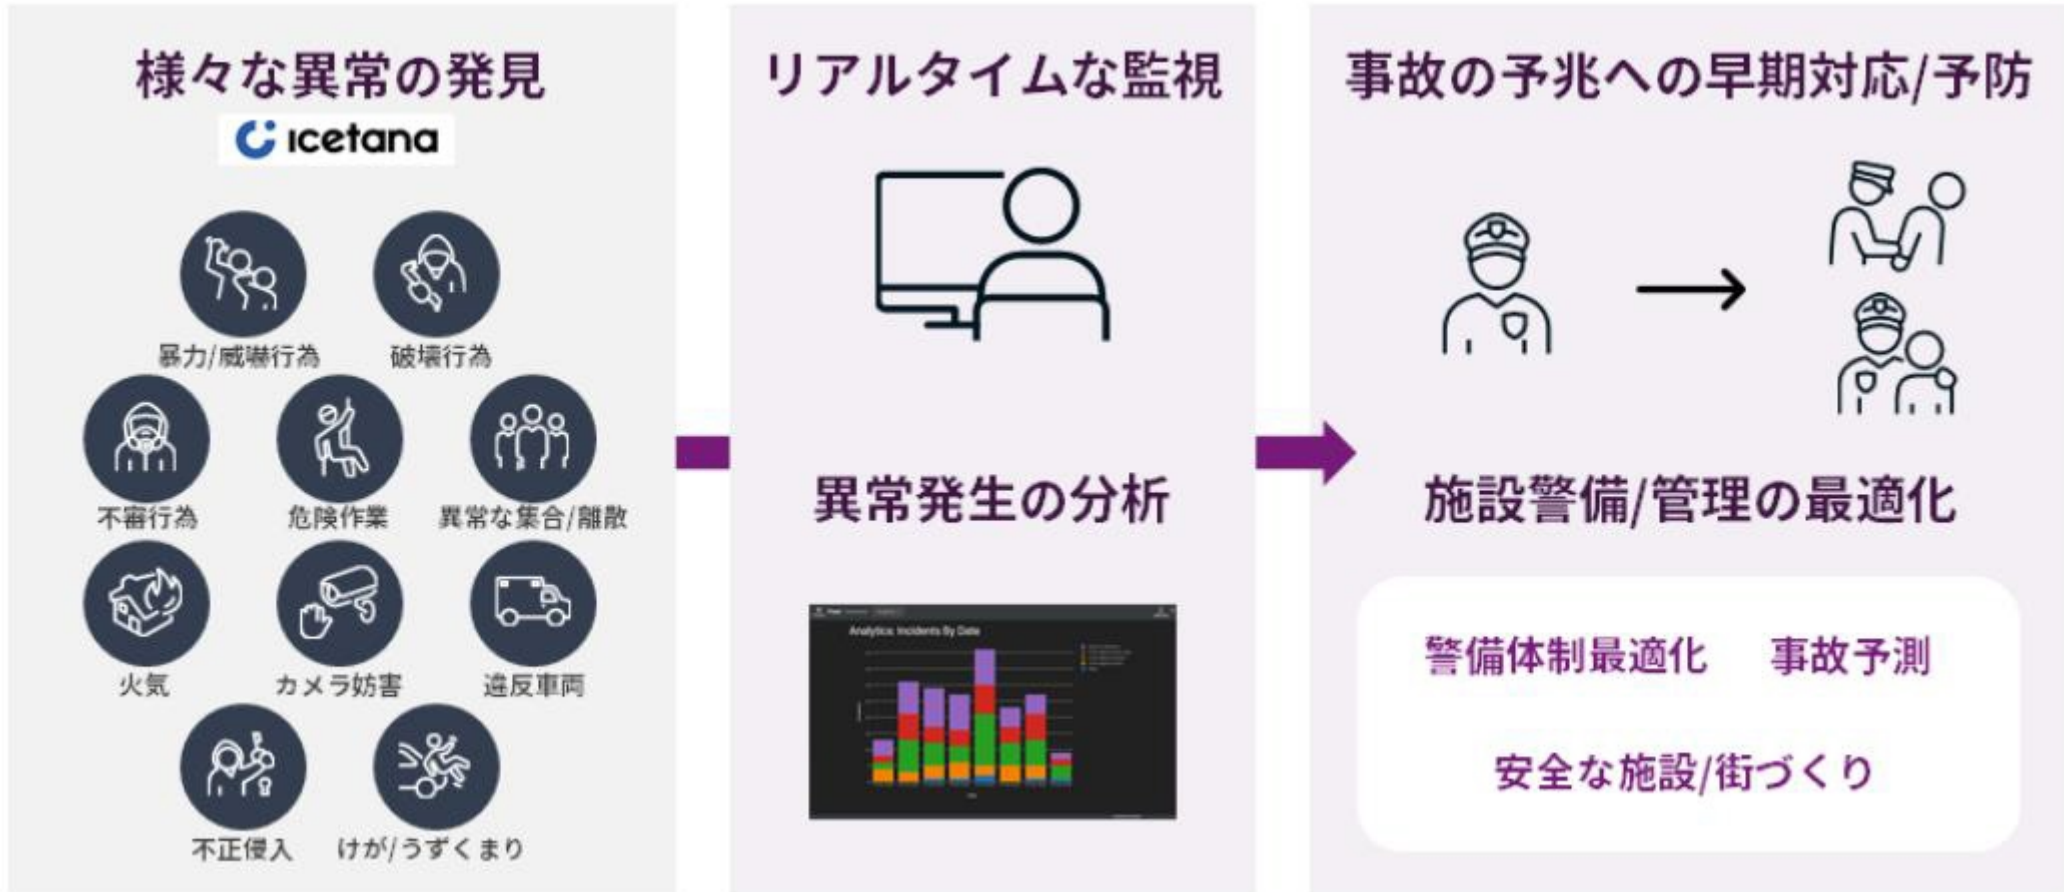 様々な異常の発見
icetana
暴力/威嚇行為
破壊行為
不審行為
危険作業
異常な集合/離散
火気
カメラ妨害
違反車両
不正侵入
けが/うずくまり
リアルタイムな監視
異常発生の分析
Analytics: Incidents By Date
事故の予兆への早期対応/予防
施設警備/管理の最適化
警備体制最適化
事故予測
安全な施設/街づくり